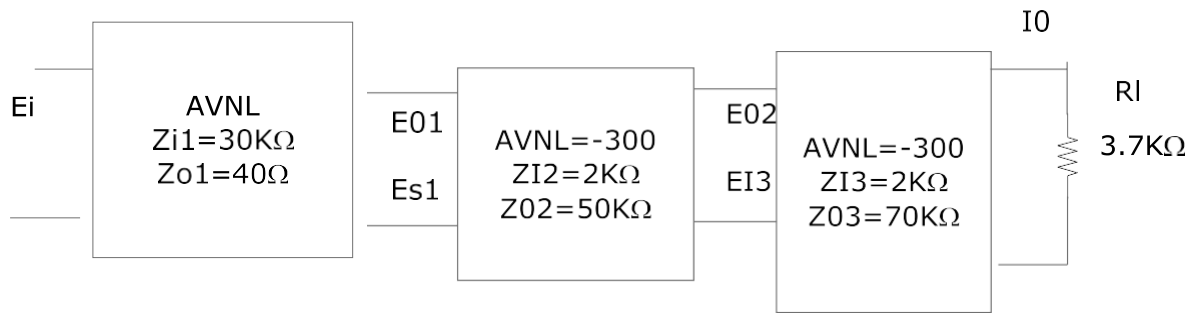 Ei
AVNL
Zi1=30KΩ
Zo1=40Ω
E01
Es1
AVNL=-300
ZI2=2KΩ
Z02=50KΩ
E02
EI3
AVNL=-300
ZI3=2KΩ
Z03=70KΩ
I0
Rl
3.7KΩ